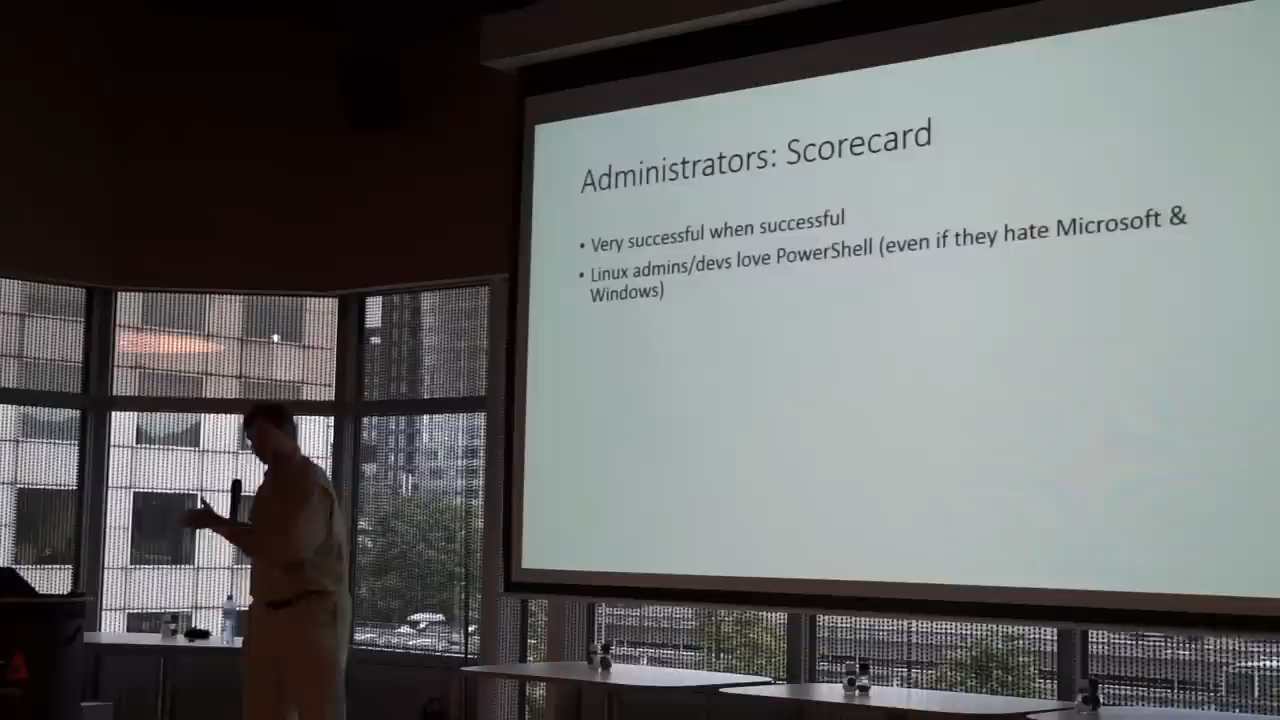 Administrators: Scorecard
• Very successful when successful
• Linux admins/devs love PowerShell (even if they hate Microsoft &
Windows)